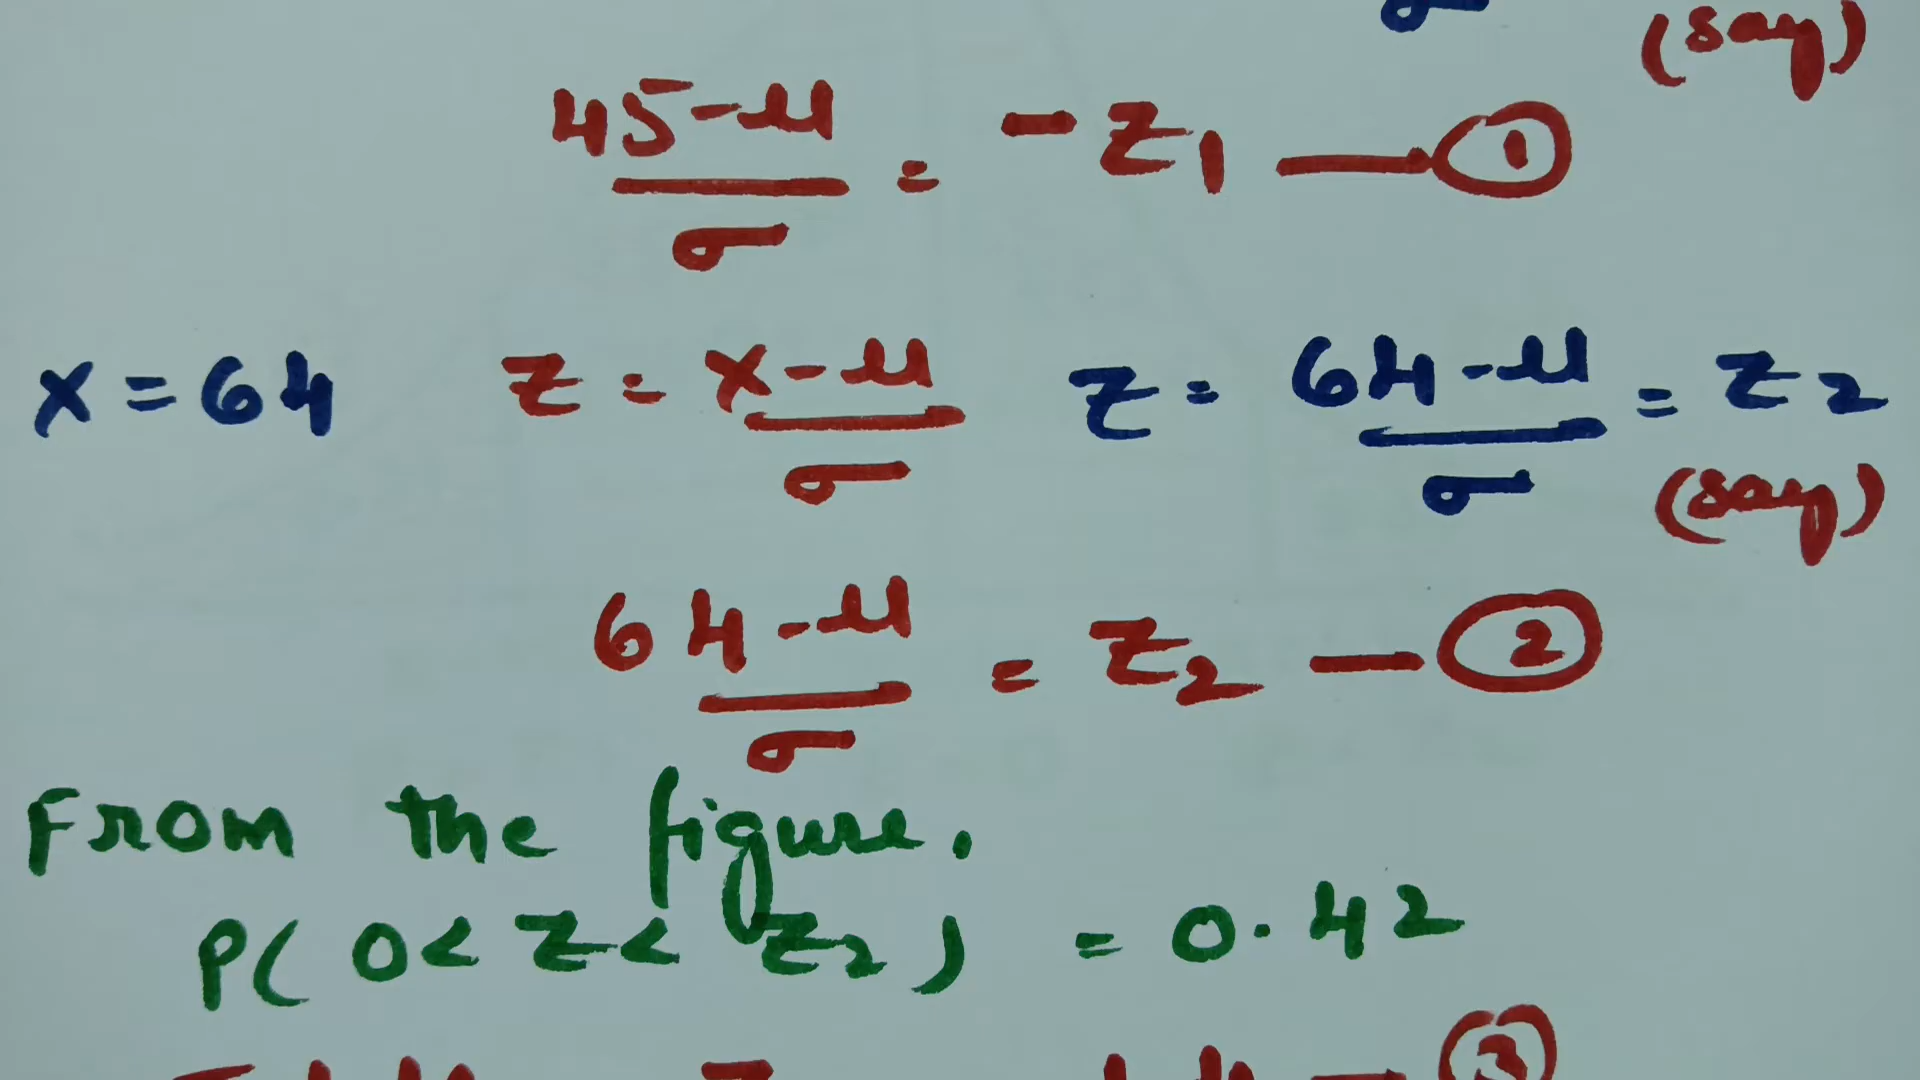 σ (say)
45-μ/σ = -z1 — ①
x = 64 z = x-μ/σ z = 64-μ/σ = z2 (say)
64-μ/σ = z2 — ②
From the figure.
P( 0 < z < z2 ) = 0.42
③